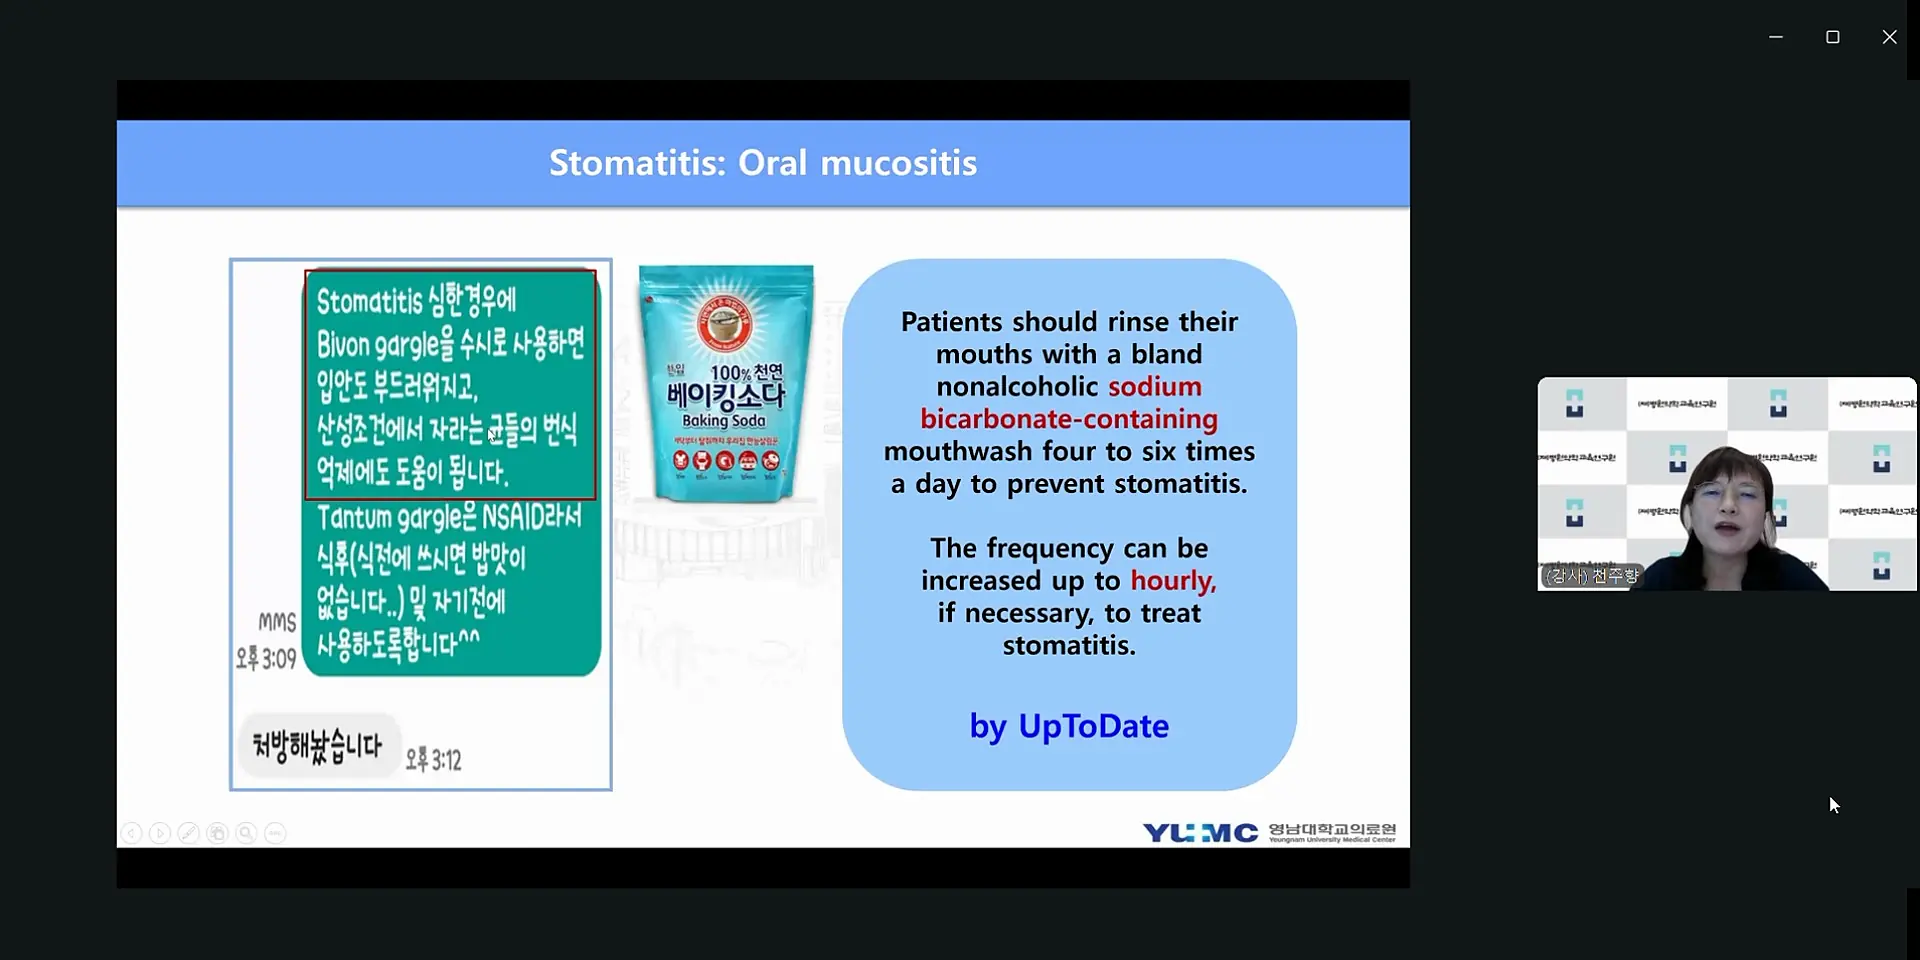 Stomatitis: Oral mucositis
Stomatitis 심한경우에
Bivon gargle을 수시로 사용하면
입안도 부드러워지고,
산성조건에서 자라는 균들의 번식
억제에도 도움이 됩니다.
Tantum gargle은 NSAID라서
식후(식전에 쓰시면 밥맛이
없습니다..) 및 자기전에
사용하도록합니다^^
MMS
오후 3:09
처방해놨습니다
오후 3:12
100% 천연
베이킹소다
Baking Soda
Patients should rinse their
mouths with a bland
nonalcoholic sodium
bicarbonate-containing
mouthwash four to six times
a day to prevent stomatitis.
The frequency can be
increased up to hourly,
if necessary, to treat
stomatitis.
by UpToDate
YUMC 영남대학교의료원
Youngnam University Medical Center
(강사) 천주향